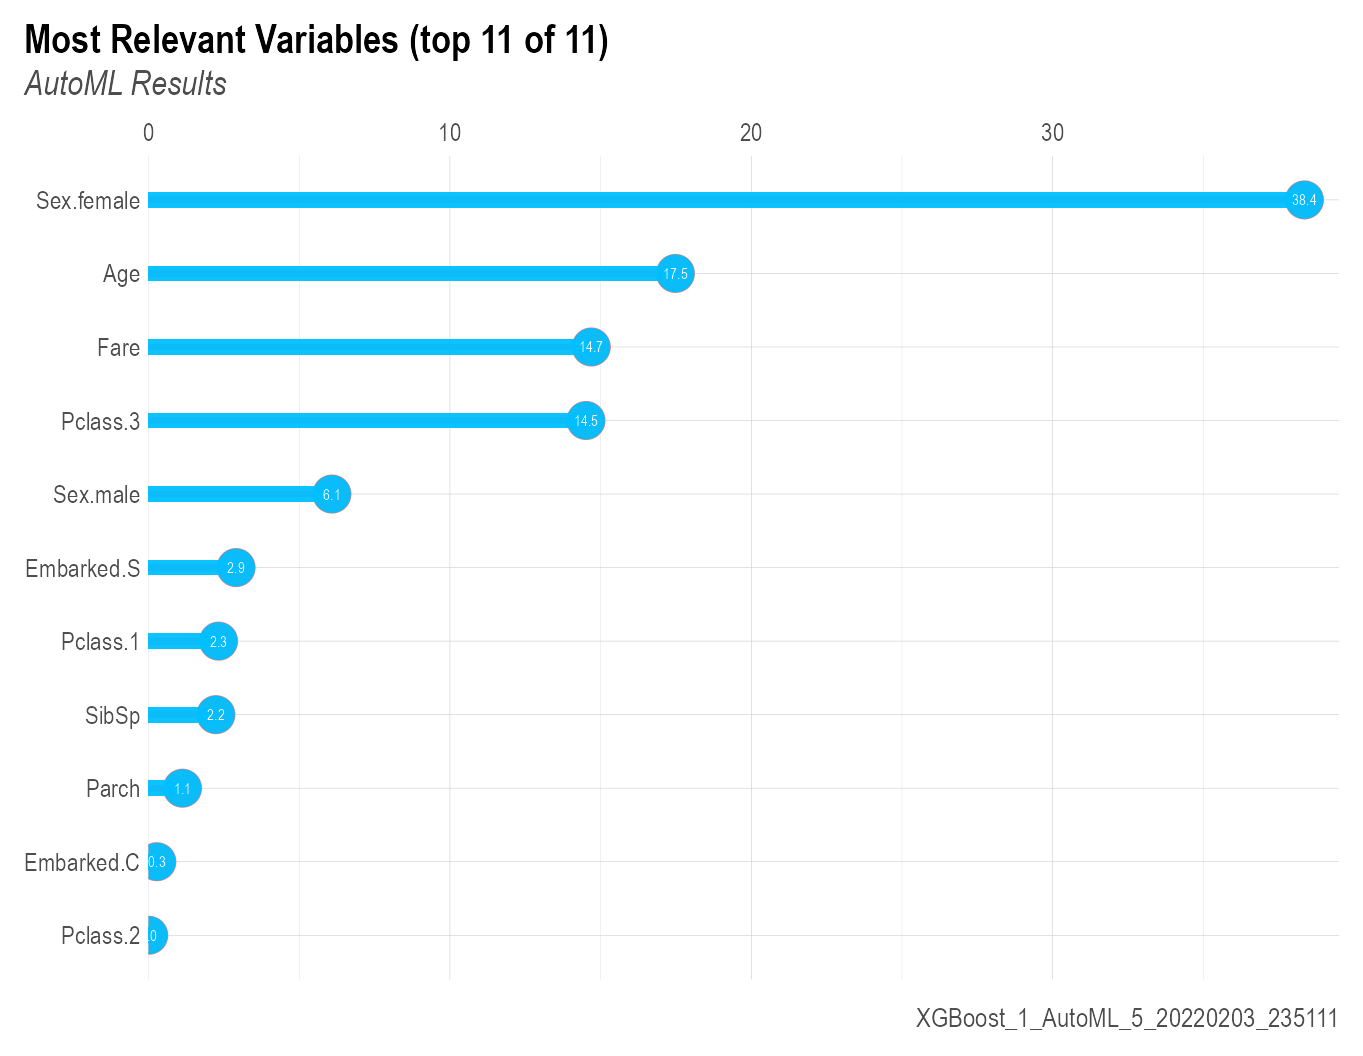 Most Relevant Variables (top 11 of 11)
AutoML Results
0 10 20 30
Sex.female 38.4
Age 17.5
Fare 14.7
Pclass.3 14.5
Sex.male 6.1
Embarked.S 2.9
Pclass.1 2.3
SibSp 2.2
Parch 1.1
Embarked.C 0.3
Pclass.2 .0
XGBoost_1_AutoML_5_20220203_235111